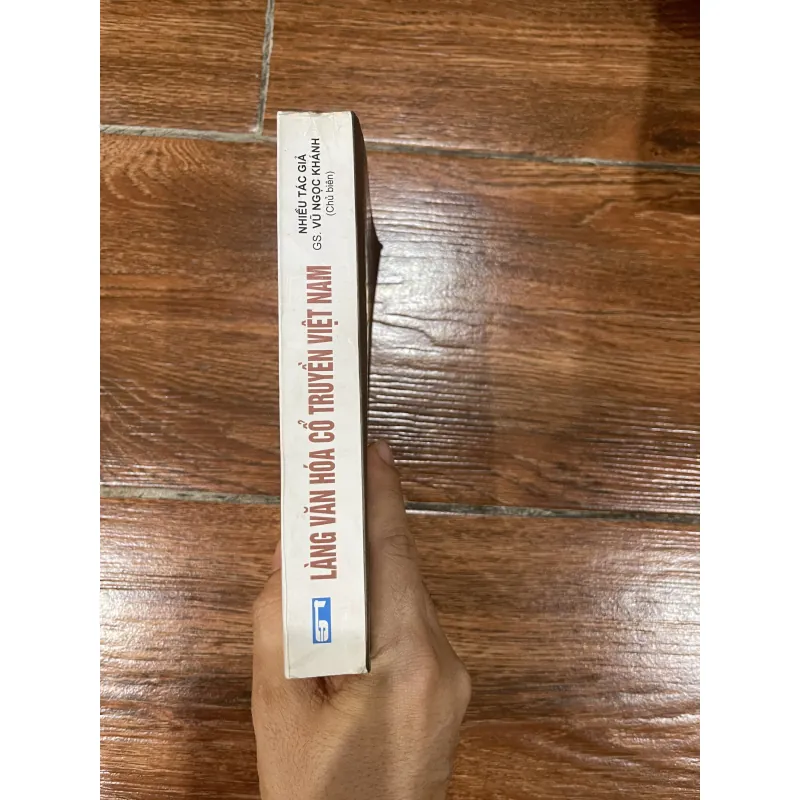 NHIỀU TÁC GIẢ
GS. VŨ NGỌC KHÁNH
(Chủ biên)
LÀNG VĂN HÓA CỔ TRUYỀN VIỆT NAM